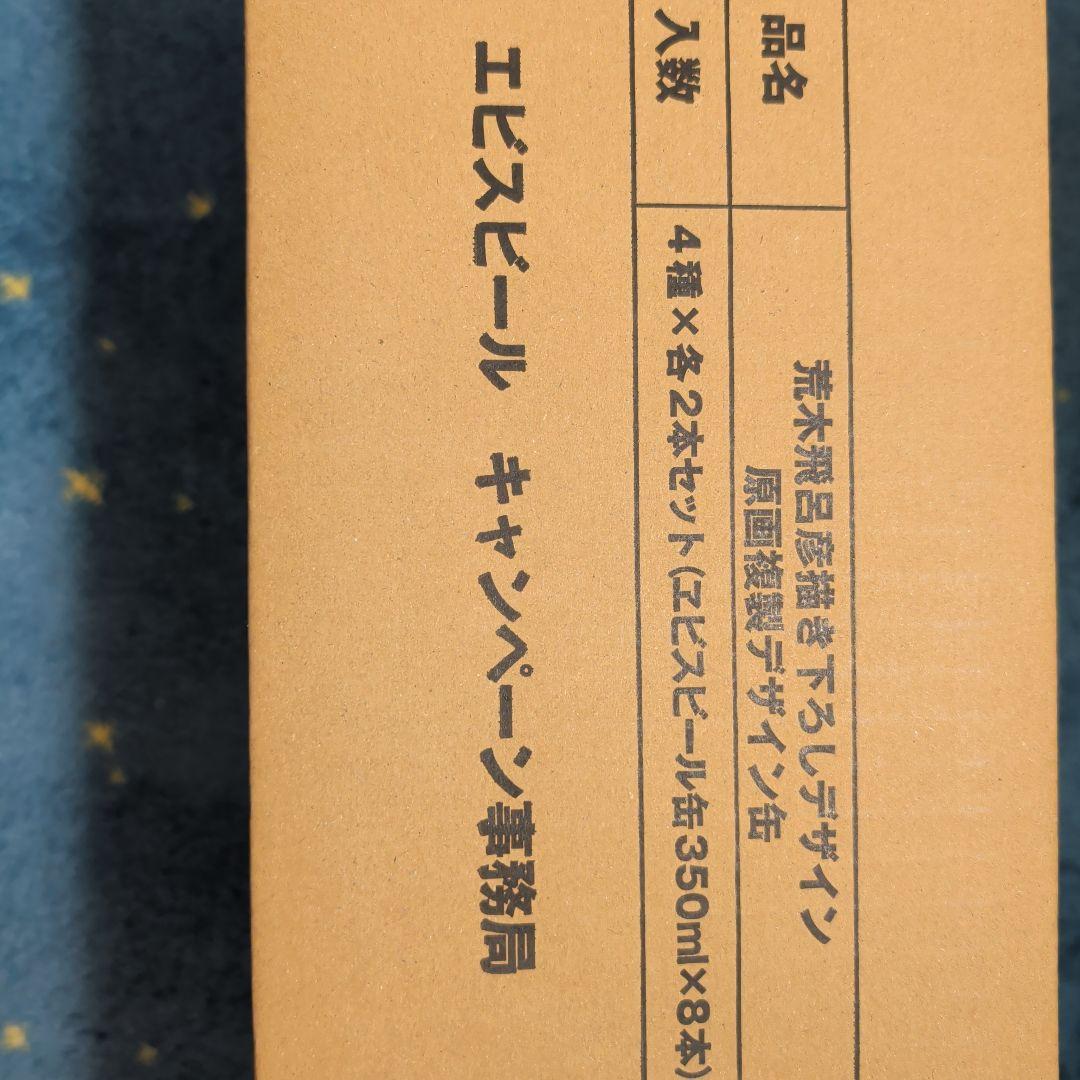 品名
荒木飛呂彦描き下ろしデザイン
原画複製デザイン缶
入数
4種×各2本セット(ヱビスビール缶350ml×8本)
エビスビール キャンペーン事務局